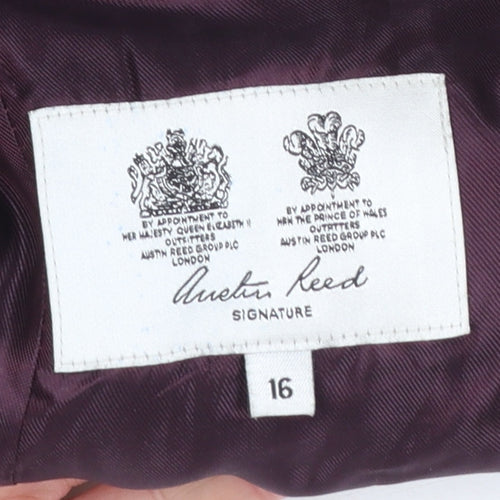 BY APPOINTMENT TO
HER MAJESTY QUEEN ELIZABETH II
OUTFITTERS
AUSTIN REED GROUP PLC
LONDON
BY APPOINTMENT TO
HRH THE PRINCE OF WALES
OUTFITTERS
AUSTIN REED GROUP PLC
LONDON
Austin Reed
SIGNATURE
16